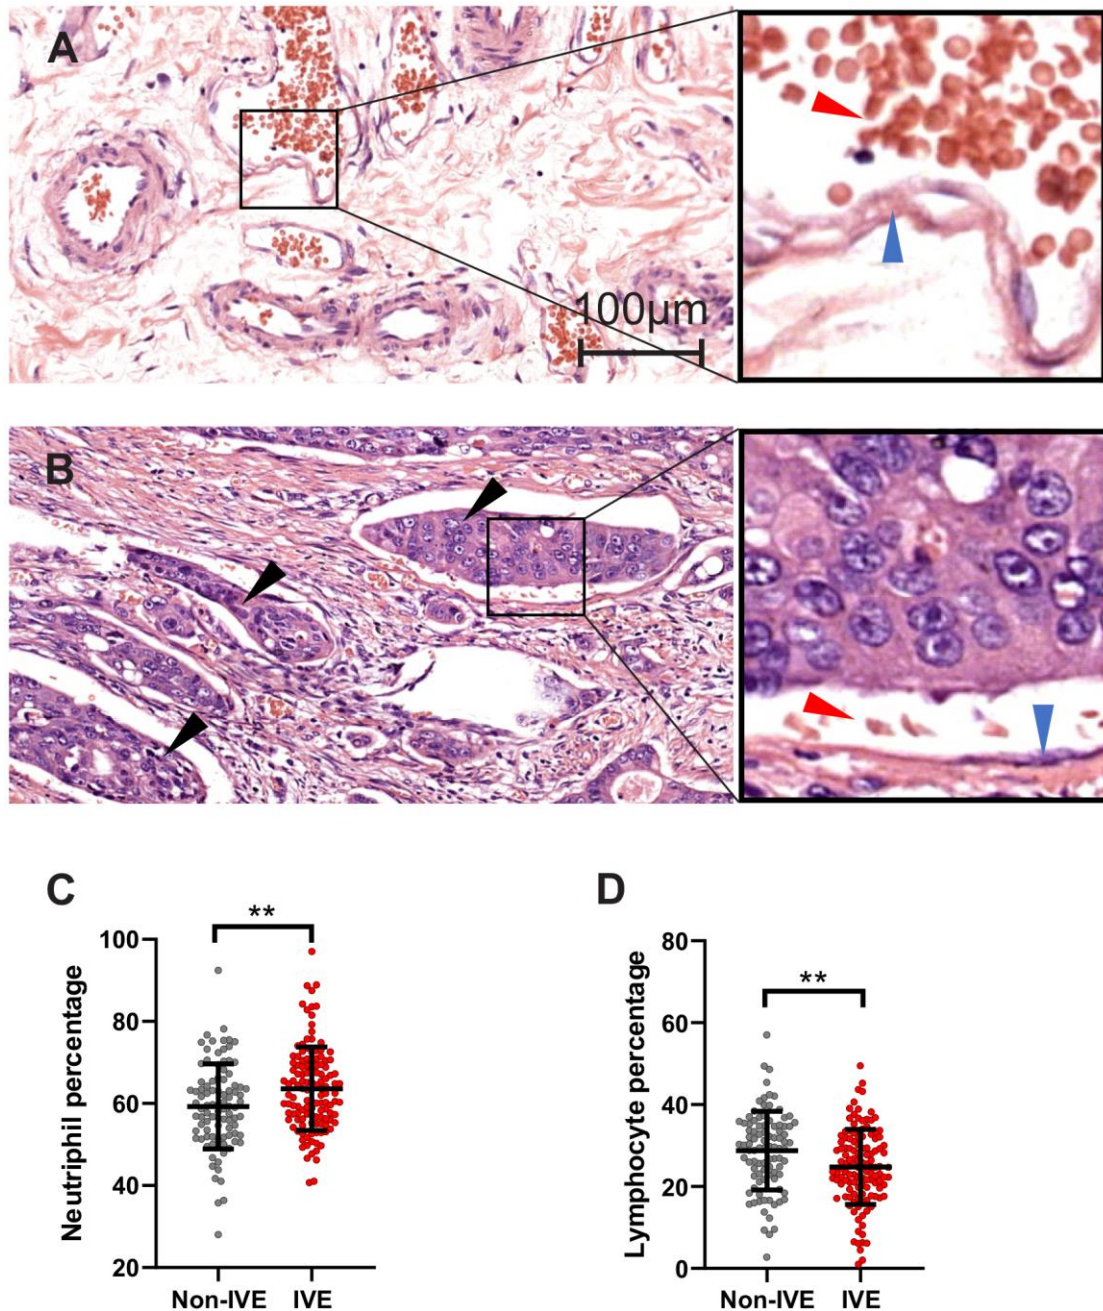 A
100μm
B
C
**
100
80
60
40
20
Neutriphil percentage
Non-IVE IVE
D
**
80
60
40
20
0
Lymphocyte percentage
Non-IVE IVE